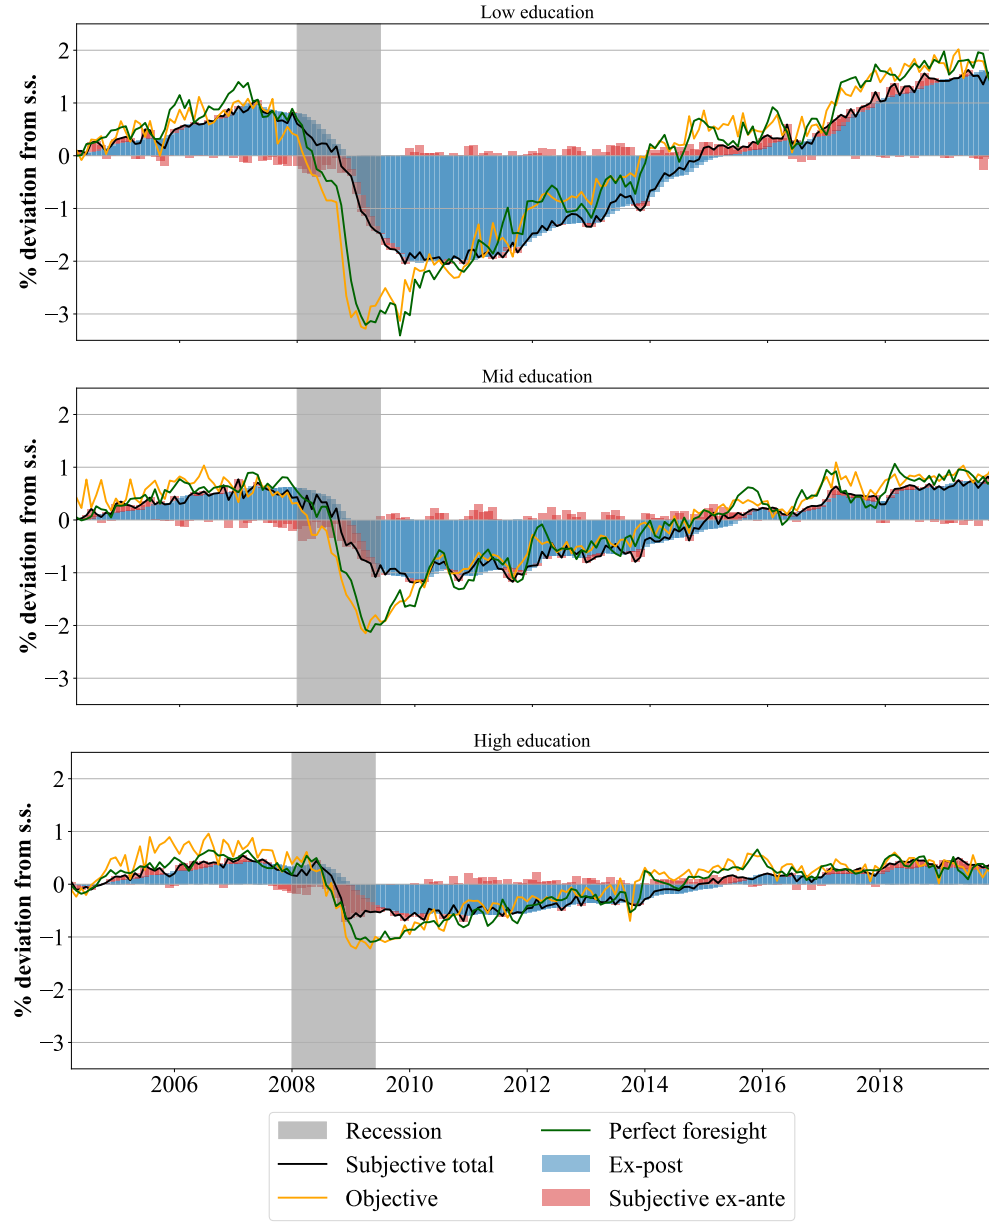 Low education
% deviation from s.s.
2
1
0
−1
−2
−3
Mid education
% deviation from s.s.
2
1
0
−1
−2
−3
High education
% deviation from s.s.
2
1
0
−1
−2
−3
2006 2008 2010 2012 2014 2016 2018
Recession Perfect foresight
Subjective total Ex-post
Objective Subjective ex-ante